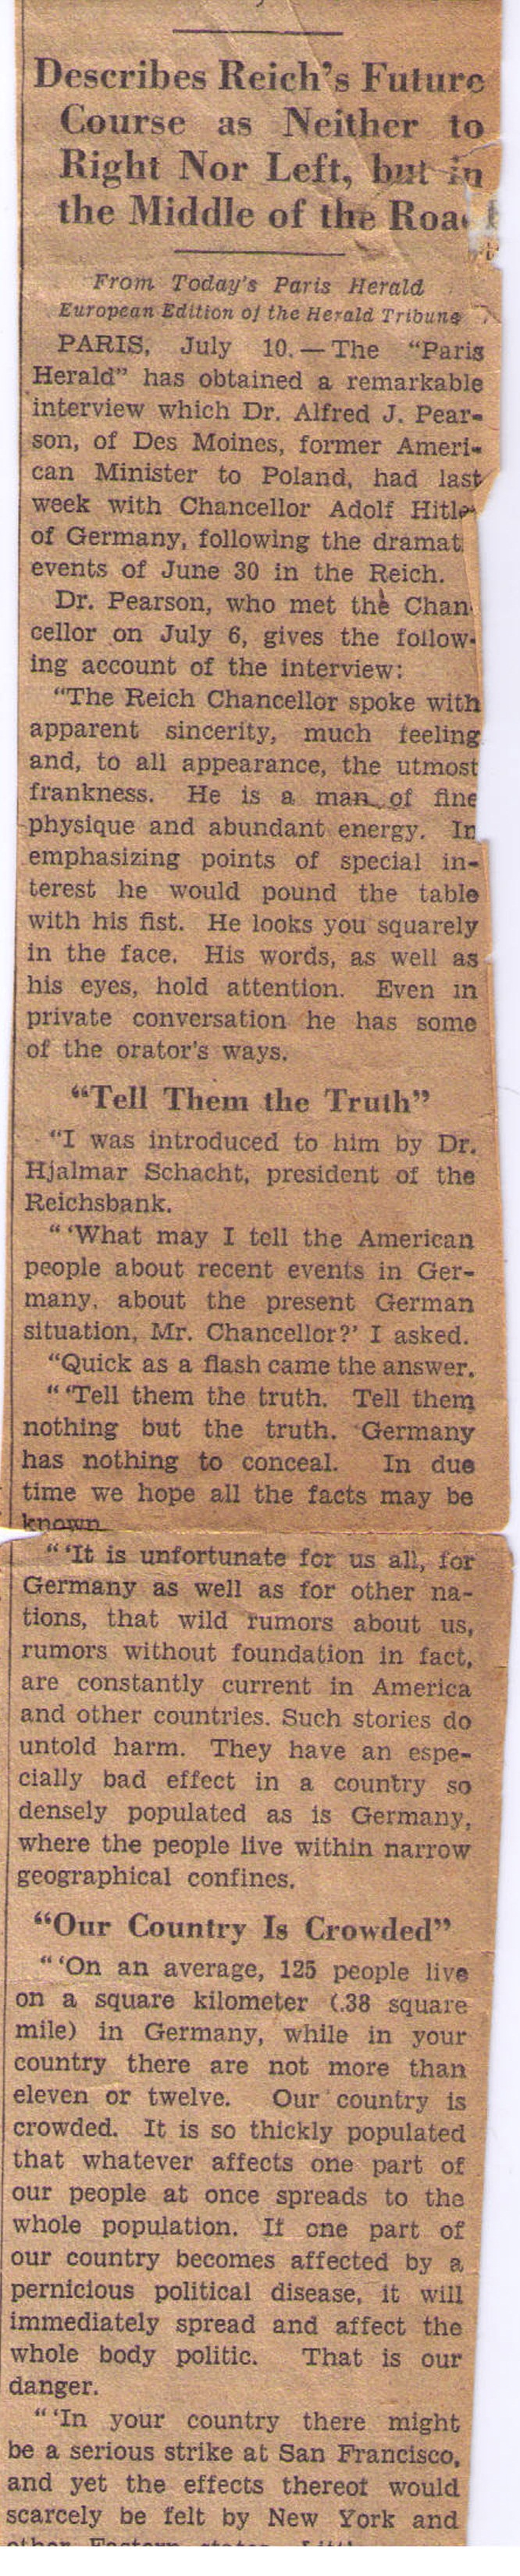 Describes Reich's Future
Course as Neither to
Right Nor Left, but in
the Middle of the Road
From Today's Paris Herald
European Edition of the Herald Tribune
PARIS, July 10.—The "Paris
Herald" has obtained a remarkable
interview which Dr. Alfred J. Pear-
son, of Des Moines, former Ameri-
can Minister to Poland, had last
week with Chancellor Adolf Hitle
of Germany, following the dramat
events of June 30 in the Reich.
Dr. Pearson, who met the Chan-
cellor on July 6, gives the follow-
ing account of the interview:
"The Reich Chancellor spoke with
apparent sincerity, much feeling
and, to all appearance, the utmost
frankness. He is a man of fine
physique and abundant energy. In
emphasizing points of special in-
terest he would pound the table
with his fist. He looks you squarely
in the face. His words, as well as
his eyes, hold attention. Even in
private conversation he has some
of the orator's ways.
"Tell Them the Truth"
"I was introduced to him by Dr.
Hjalmar Schacht, president of the
Reichsbank.
"'What may I tell the American
people about recent events in Ger-
many, about the present German
situation, Mr. Chancellor?' I asked.
"Quick as a flash came the answer.
"'Tell them the truth. Tell them
nothing but the truth. Germany
has nothing to conceal. In due
time we hope all the facts may be
known
"'It is unfortunate for us all, for
Germany as well as for other na-
tions, that wild rumors about us,
rumors without foundation in fact,
are constantly current in America
and other countries. Such stories do
untold harm. They have an espe-
cially bad effect in a country so
densely populated as is Germany,
where the people live within narrow
geographical confines.
"Our Country Is Crowded"
"'On an average, 125 people live
on a square kilometer (.38 square
mile) in Germany, while in your
country there are not more than
eleven or twelve. Our country is
crowded. It is so thickly populated
that whatever affects one part of
our people at once spreads to the
whole population. If one part of
our country becomes affected by a
pernicious political disease, it will
immediately spread and affect the
whole body politic. That is our
danger.
"'In your country there might
be a serious strike at San Francisco,
and yet the effects thereof would
scarcely be felt by New York and
other Eastern states.